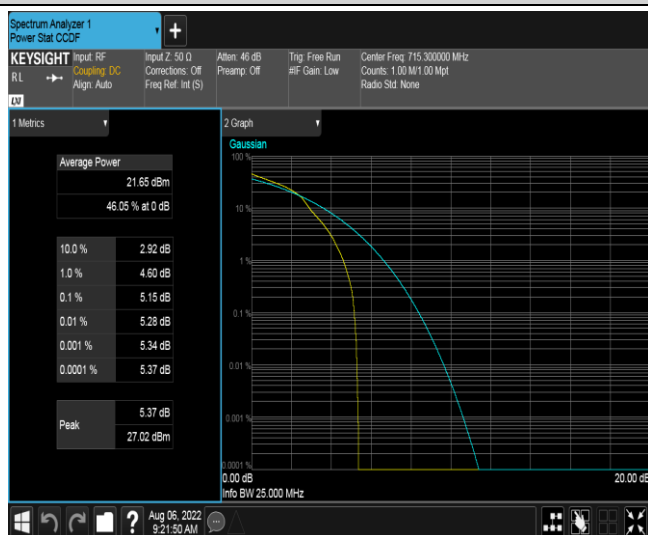 Spectrum Analyzer 1
Power Stat CCDF
KEYSIGHT
RL
LXI
Input: RF
Coupling: DC
Align: Auto
Input Z: 50 Ω
Corrections: Off
Freq Ref: Int (S)
Atten: 46 dB
Preamp: Off
Trig: Free Run
#IF Gain: Low
Center Freq: 715.300000 MHz
Counts: 1.00 M/1.00 Mpt
Radio Std: None
1 Metrics
Average Power
21.65 dBm
46.05 % at 0 dB
10.0 % 2.92 dB
1.0 % 4.60 dB
0.1 % 5.15 dB
0.01 % 5.28 dB
0.001 % 5.34 dB
0.0001 % 5.37 dB
Peak
5.37 dB
27.02 dBm
2 Graph
Gaussian
100 %
10 %
1 %
0.1 %
0.01 %
0.001 %
0.0001 %
0.00 dB
20.00 dB
Info BW 25.000 MHz
?
Aug 06, 2022
9:21:50 AM